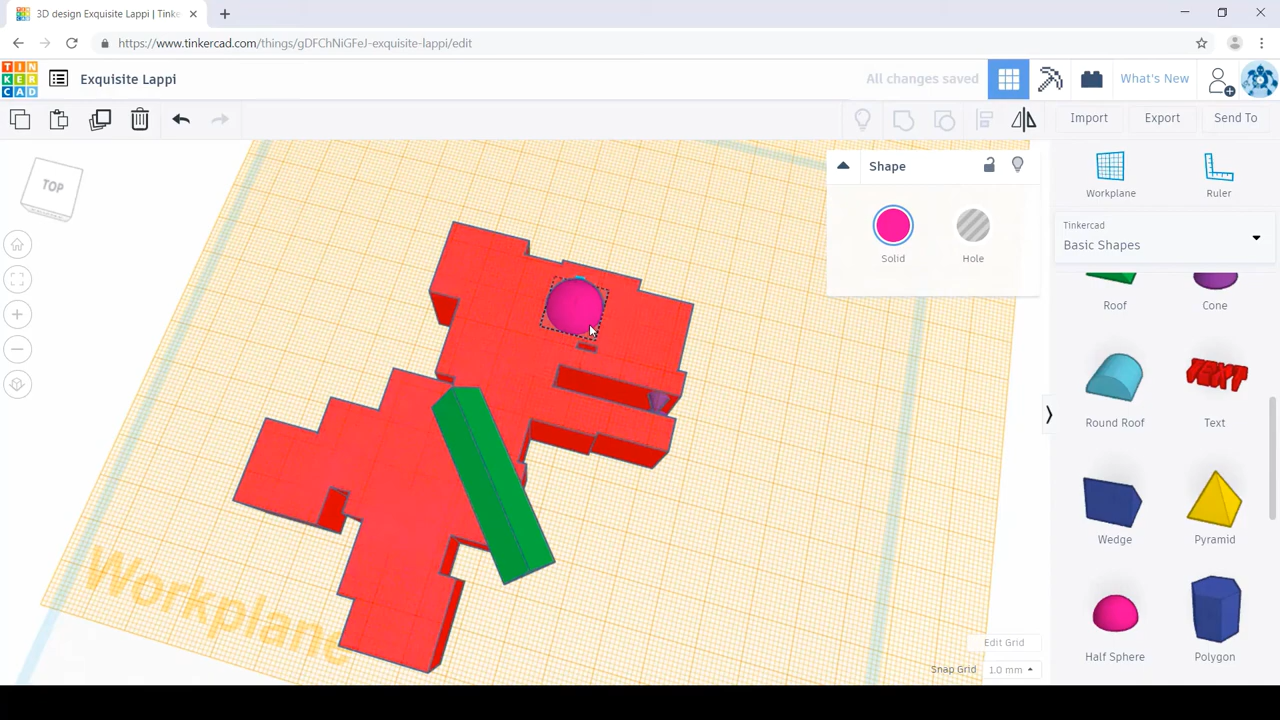 3D design Exquisite Lappi | Tinke
https://www.tinkercad.com/things/gDFChNiGFeJ-exquisite-lappi/edit
TIN
KER
CAD
Exquisite Lappi
All changes saved
What's New
Import
Export
Send To
TOP
Shape
Solid
Hole
Workplane
Ruler
Tinkercad
Basic Shapes
Roof
Cone
TEXT
Round Roof
Text
Wedge
Pyramid
Half Sphere
Polygon
Workplane
Edit Grid
Snap Grid
1.0 mm